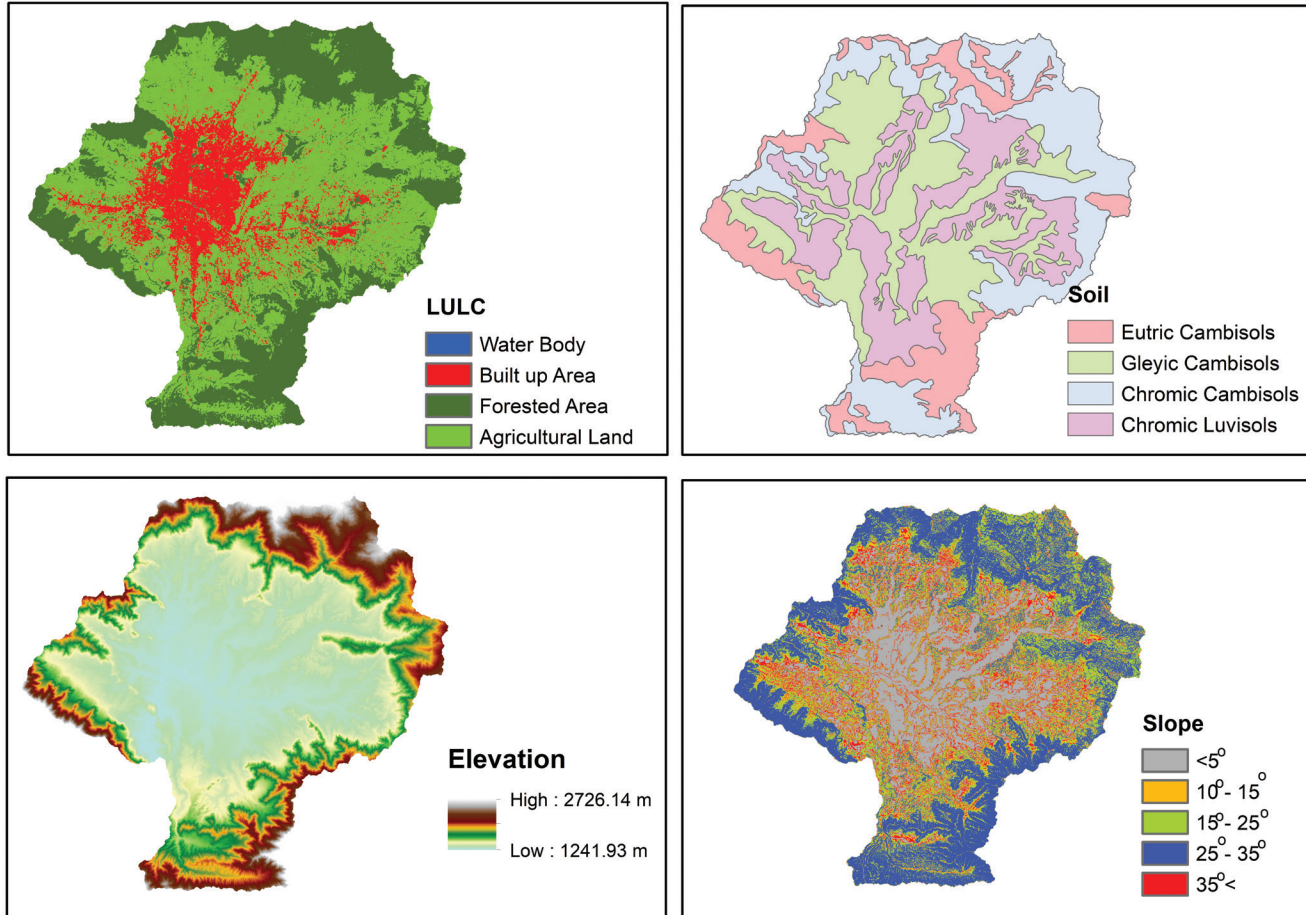 LULC
Water Body
Built up Area
Forested Area
Agricultural Land
Soil
Eutric Cambisols
Gleyic Cambisols
Chromic Cambisols
Chromic Luvisols
Elevation
High : 2726.14 m
Low : 1241.93 m
Slope
<5°
10°- 15°
15°- 25°
25°- 35°
35°<